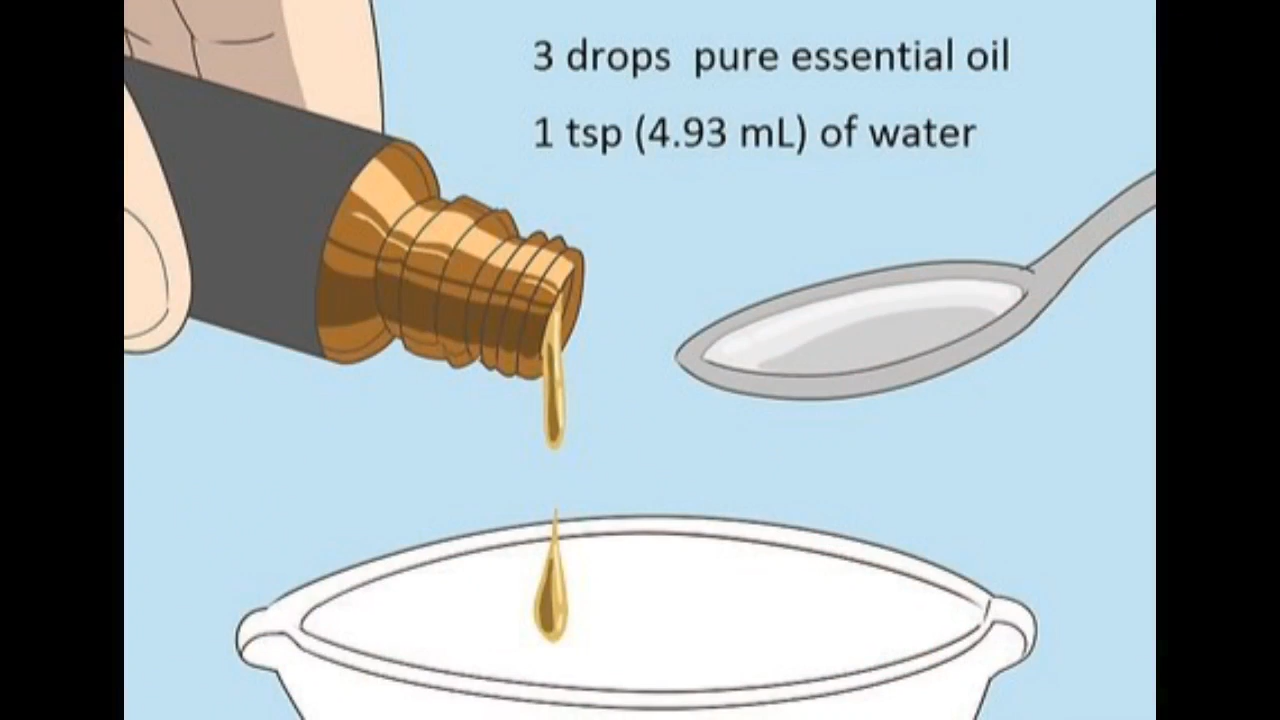 3 drops  pure essential oil
1 tsp (4.93 mL) of water